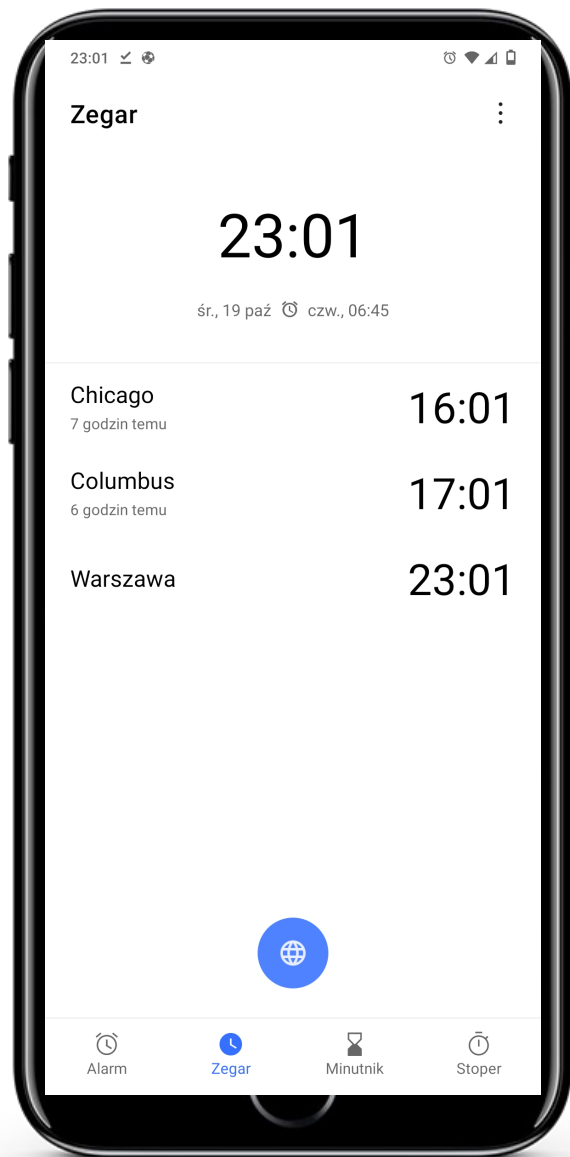 23:01
Zegar
23:01
śr., 19 paź czw., 06:45
Chicago 16:01
7 godzin temu
Columbus 17:01
6 godzin temu
Warszawa 23:01
Alarm Zegar Minutnik Stoper